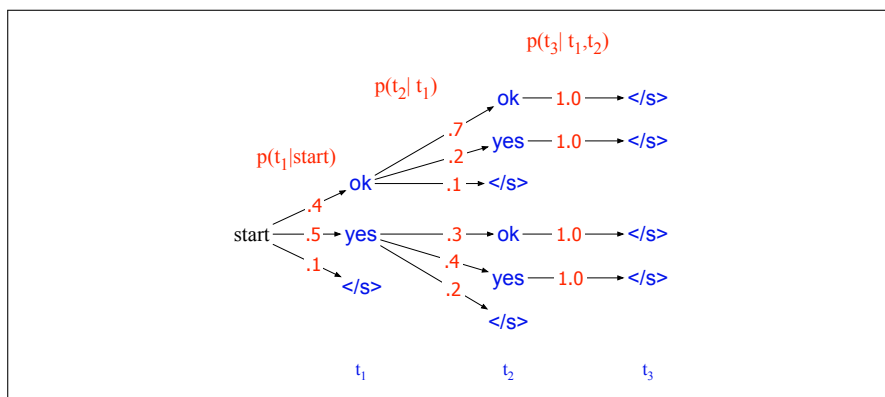 p(t₃| t₁,t₂)
p(t₂| t₁)
ok 1.0 </s>
.7
yes 1.0 </s>
.2
p(t₁|start)
ok .1 </s>
.4
start .5 yes .3 ok 1.0 </s>
.1 .4
</s> yes 1.0 </s>
.2
</s>
t₁ t₂ t₃